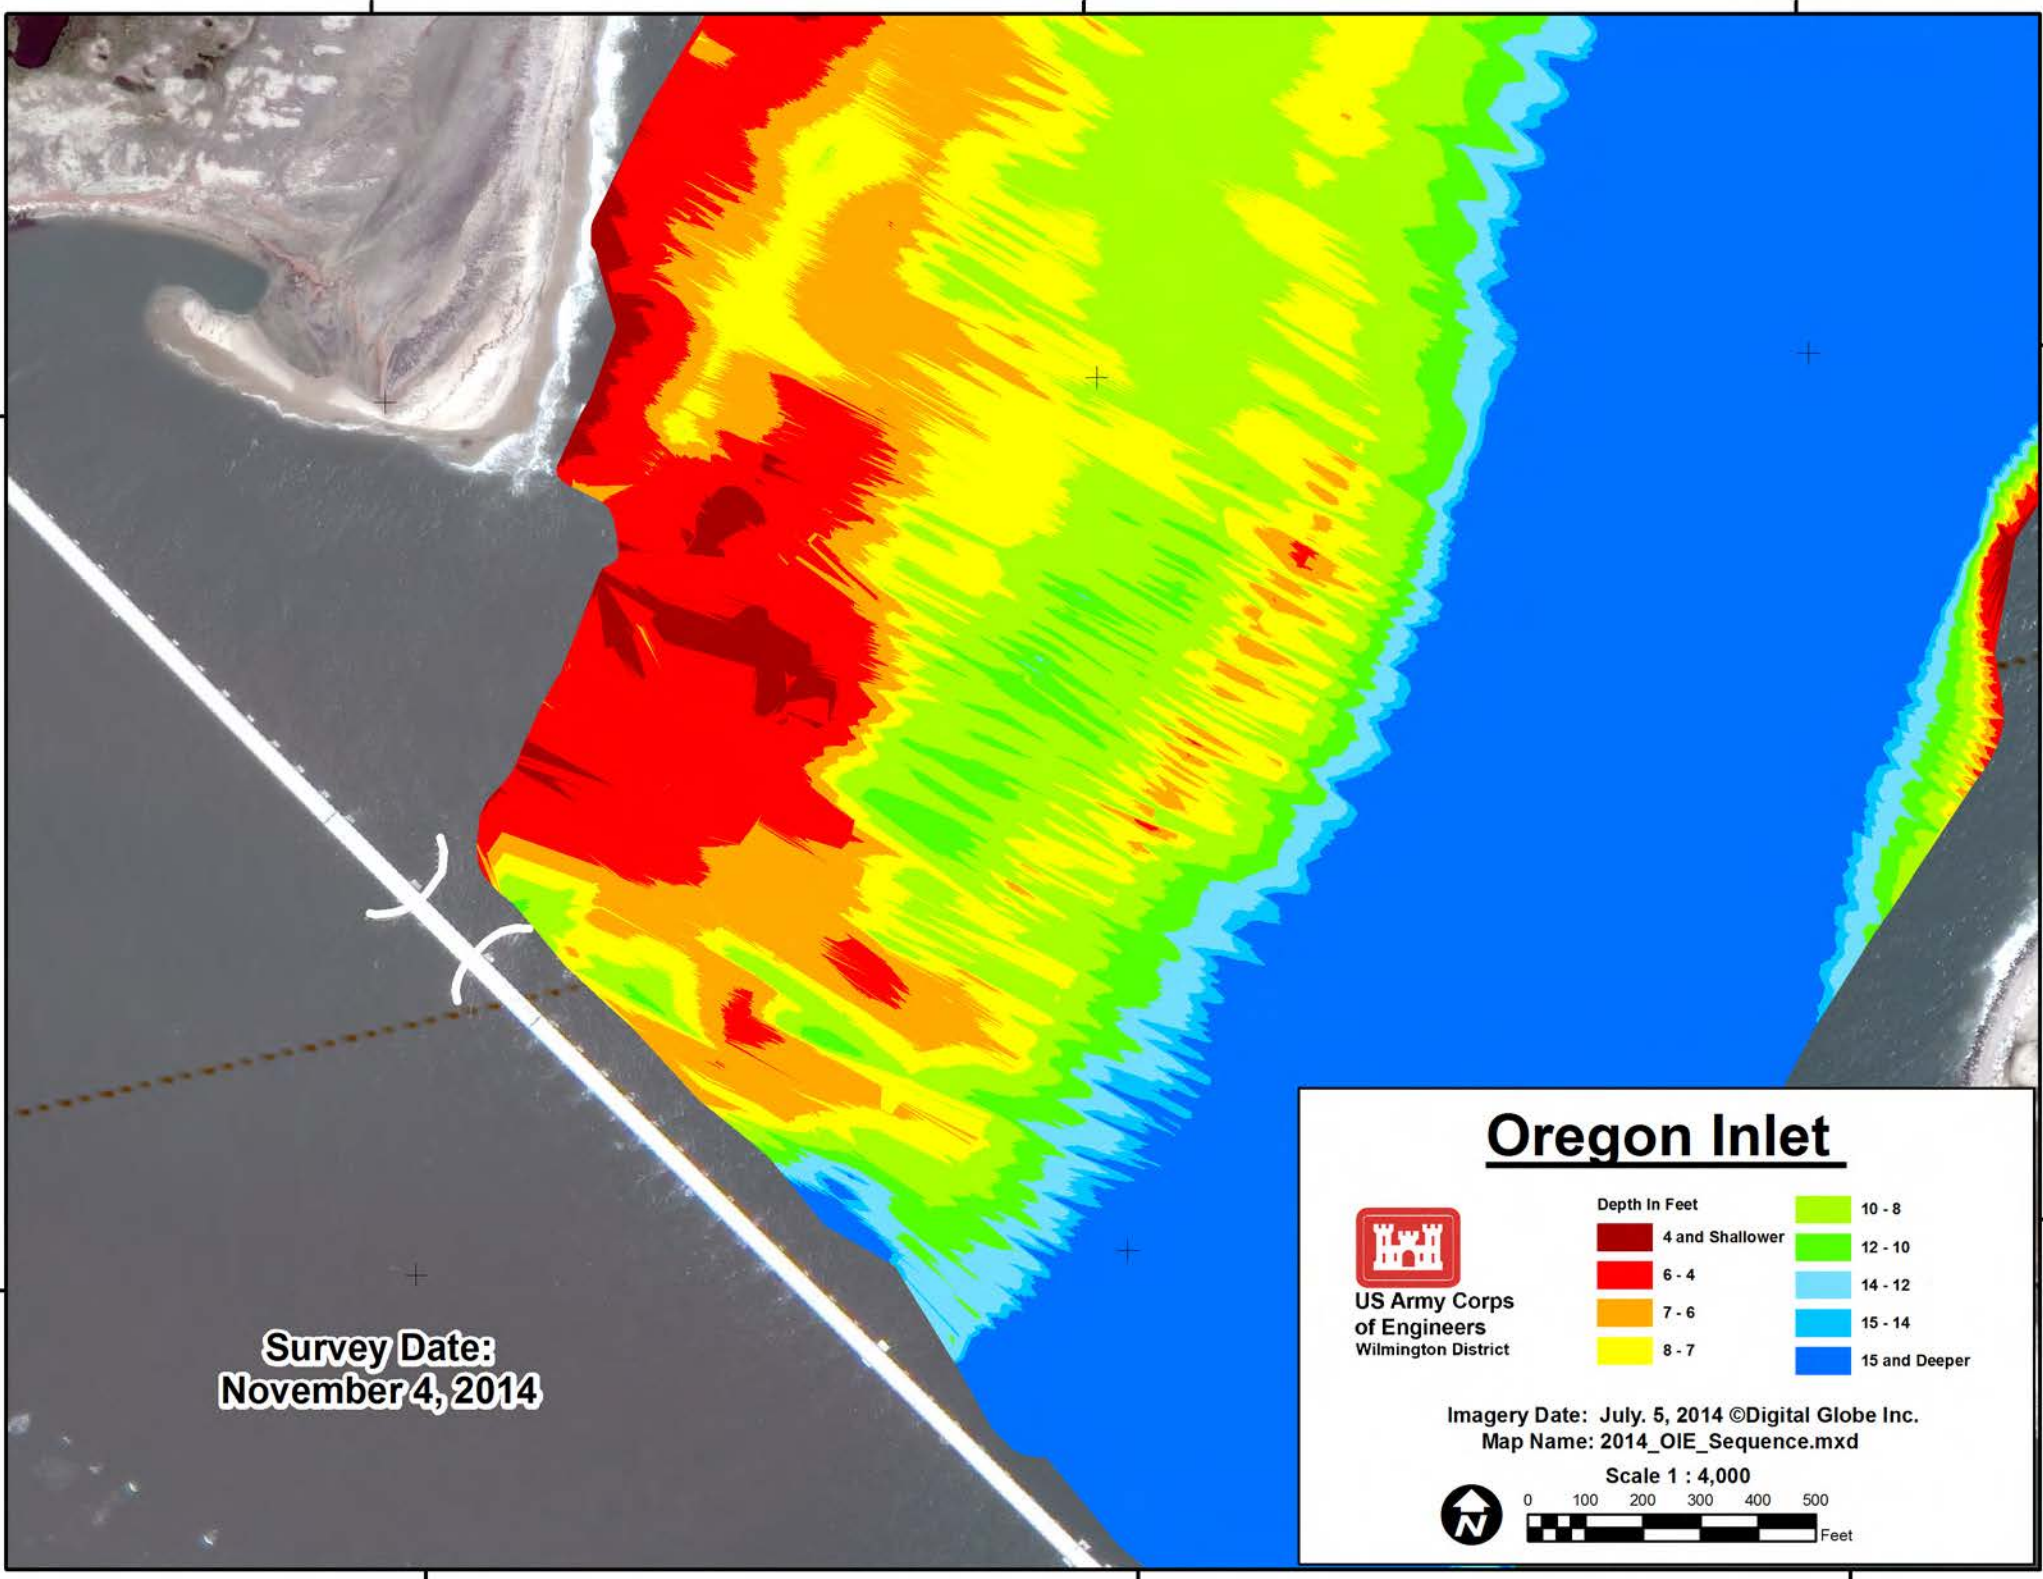 Survey Date:
November 4, 2014
Oregon Inlet
US Army Corps
of Engineers
Wilmington District
Depth In Feet
4 and Shallower
6 - 4
7 - 6
8 - 7
10 - 8
12 - 10
14 - 12
15 - 14
15 and Deeper
Imagery Date: July. 5, 2014 ©Digital Globe Inc.
Map Name: 2014_OIE_Sequence.mxd
Scale 1 : 4,000
N
0 100 200 300 400 500
Feet